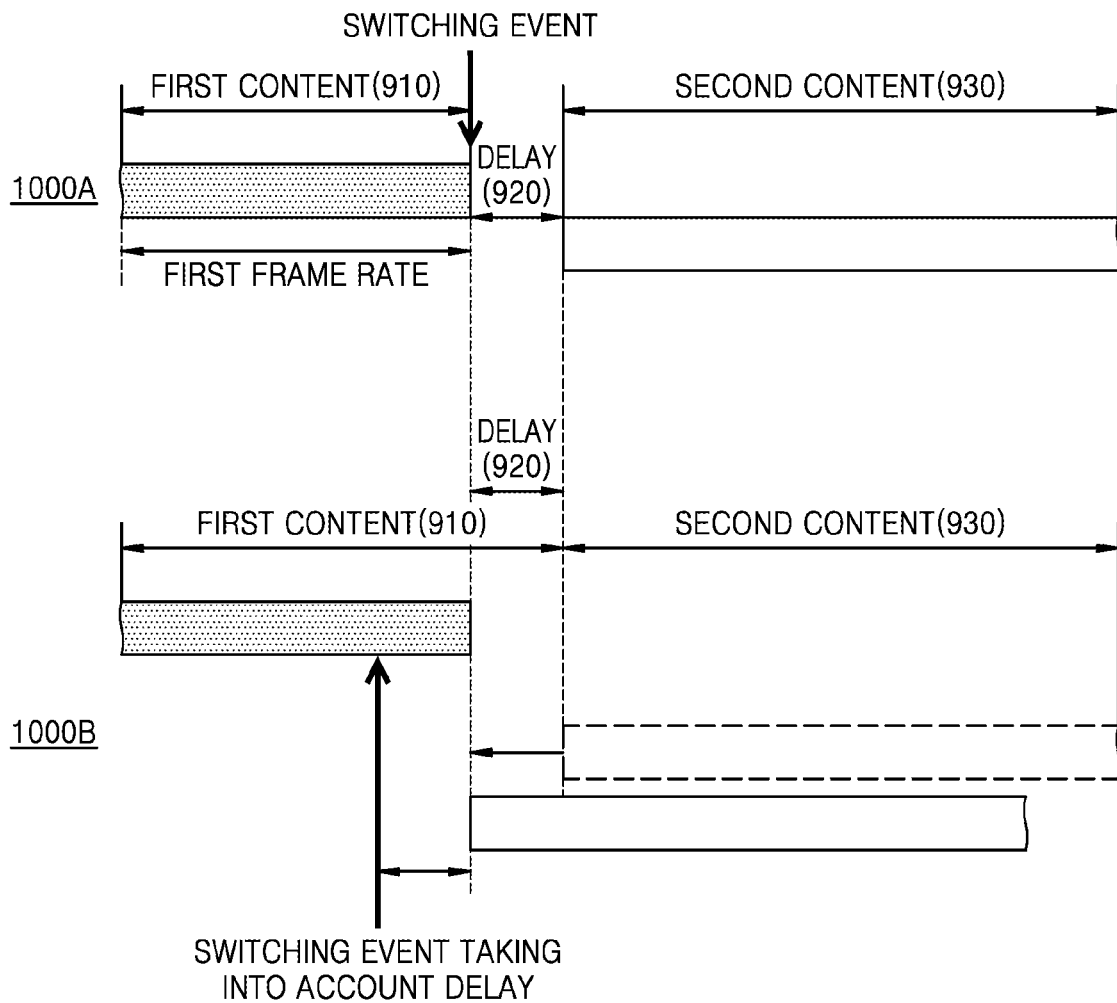 SWITCHING EVENT
FIRST CONTENT(910)
SECOND CONTENT(930)
DELAY
(920)
1000A
FIRST FRAME RATE
DELAY
(920)
FIRST CONTENT(910)
SECOND CONTENT(930)
1000B
SWITCHING EVENT TAKING
INTO ACCOUNT DELAY